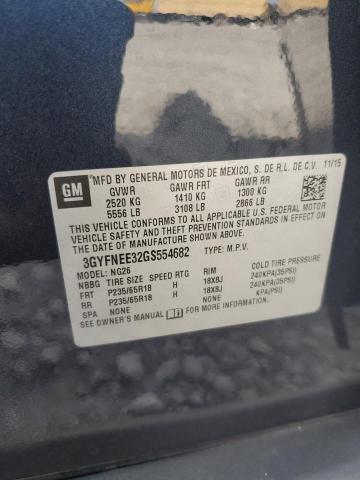 GM
MFD BY GENERAL MOTORS DE MEXICO, S. DE R.L. DE C.V. 11/15
GVWR GAWR FRT GAWR RR
2520 KG 1410 KG 1300 KG
5556 LB 3108 LB 2866 LB
THIS VEHICLE CONFORMS TO ALL APPLICABLE U.S. FEDERAL MOTOR
VEHICLE SAFETY AND THEFT PREVENTION STANDARDS IN EFFECT ON
THE DATE OF MANUFACTURE SHOWN ABOVE.
3GYFNEE32GS554682 TYPE: M.P.V.
MODEL: NG26
NBBG TIRE SIZE SPEED RTG RIM COLD TIRE PRESSURE
FRT P235/65R18 H 18X8J 240KPA(35PSI)
RR P235/65R18 H 18X8J 240KPA(35PSI)
SPA NONE NONE KPA(PSI)
SEE OWNER'S MANUAL FOR ADDITIONAL INFORMATION.